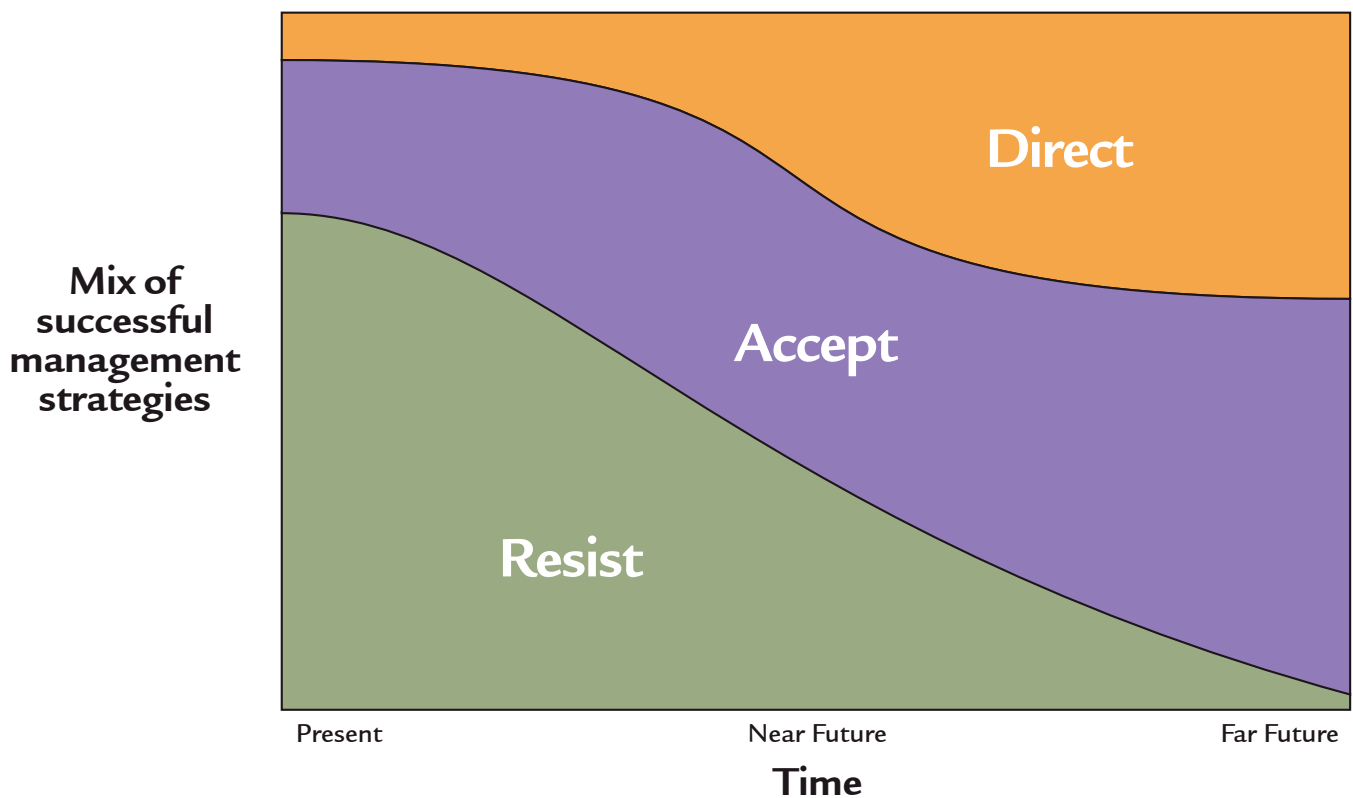 Direct
Mix of
successful
management
strategies
Accept
Resist
Present
Near Future
Far Future
Time